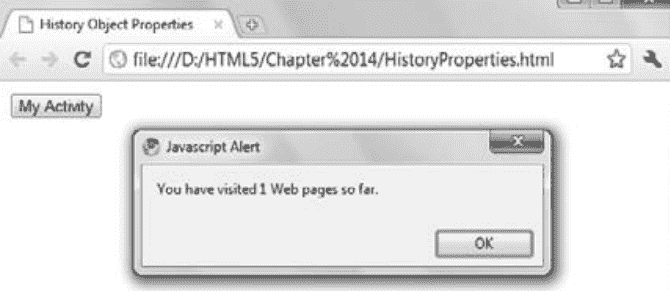 History Object Properties
file:///D:/HTML5/Chapter%2014/HistoryProperties.html
My Activity
Javascript Alert
You have visited 1 Web pages so far.
OK